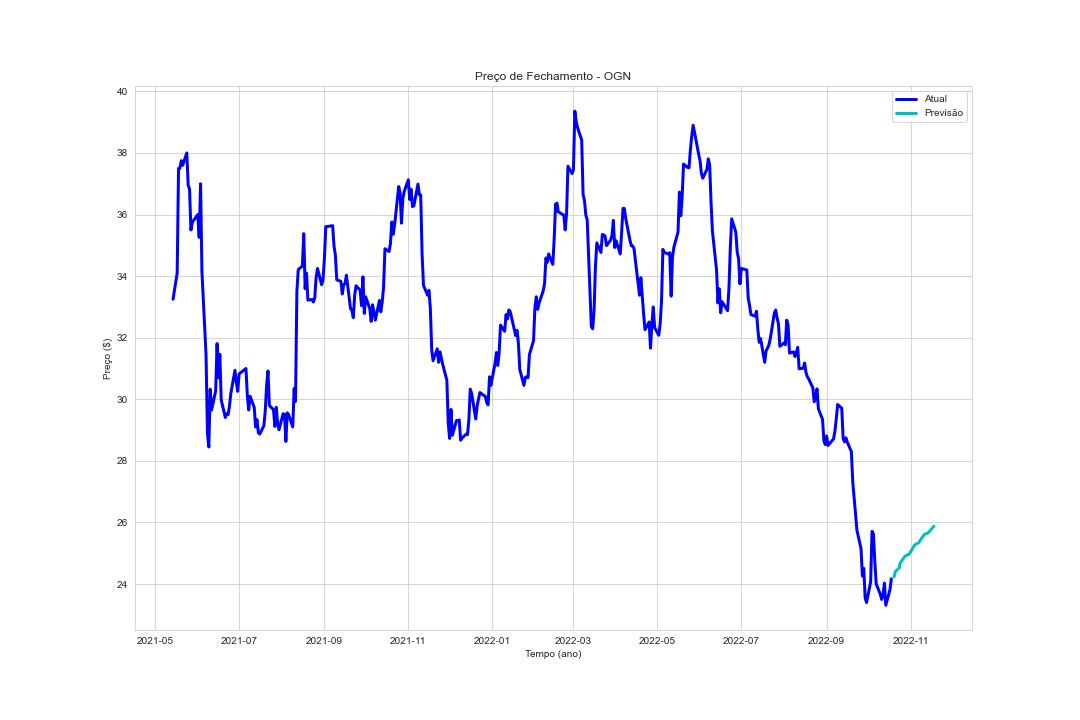 Preço de Fechamento - OGN
Atual
Previsão
Preço ($)
40
38
36
34
32
30
28
26
24
2021-05 2021-07 2021-09 2021-11 2022-01 2022-03 2022-05 2022-07 2022-09 2022-11
Tempo (ano)